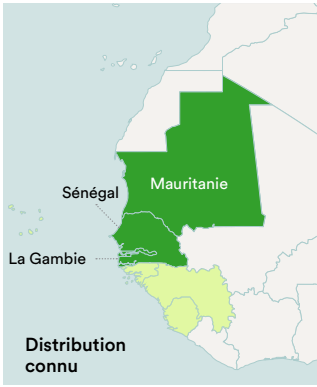 Sénégal
Mauritanie
La Gambie
Distribution
connu